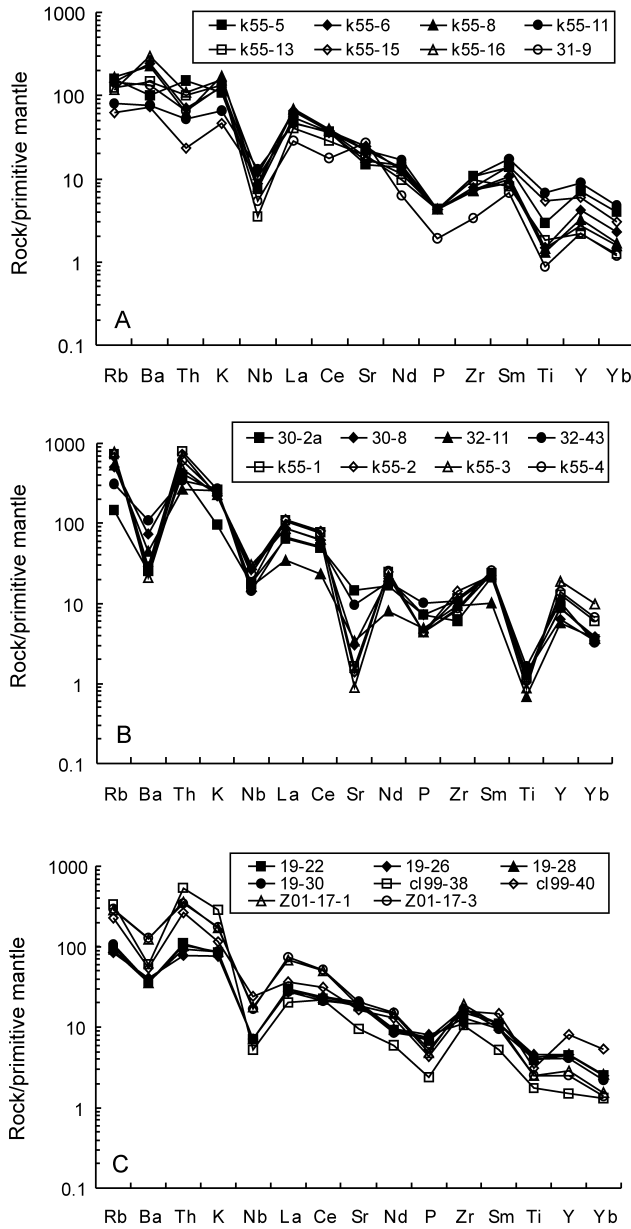 k55-5 k55-6 k55-8 k55-11
k55-13 k55-15 k55-16 31-9
1000
100
10
1
0.1
Rock/primitive mantle
A
Rb Ba Th K Nb La Ce Sr Nd P Zr Sm Ti Y Yb
30-2a 30-8 32-11 32-43
k55-1 k55-2 k55-3 k55-4
1000
100
10
1
0.1
Rock/primitive mantle
B
Rb Ba Th K Nb La Ce Sr Nd P Zr Sm Ti Y Yb
19-22 19-26 19-28
19-30 cl99-38 cl99-40
Z01-17-1 Z01-17-3
1000
100
10
1
0.1
Rock/primitive mantle
C
Rb Ba Th K Nb La Ce Sr Nd P Zr Sm Ti Y Yb